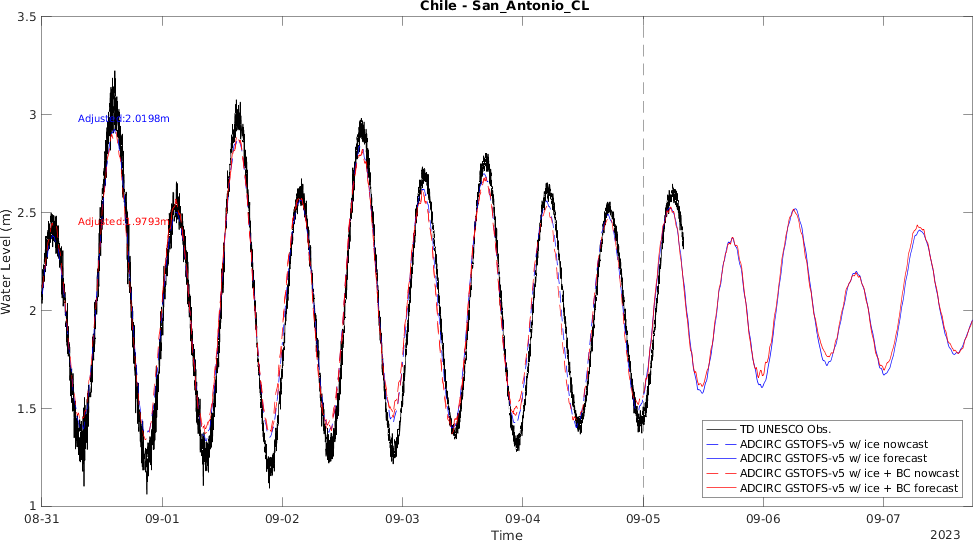 Chile - San_Antonio_CL
3.5
3
2.5
2
1.5
1
Water Level (m)
Adjusted:2.0198m
Adjusted:1.9793m
TD UNESCO Obs.
ADCIRC GSTOFS-v5 w/ ice nowcast
ADCIRC GSTOFS-v5 w/ ice forecast
ADCIRC GSTOFS-v5 w/ ice + BC nowcast
ADCIRC GSTOFS-v5 w/ ice + BC forecast
08-31 09-01 09-02 09-03 09-04 09-05 09-06 09-07
Time
2023